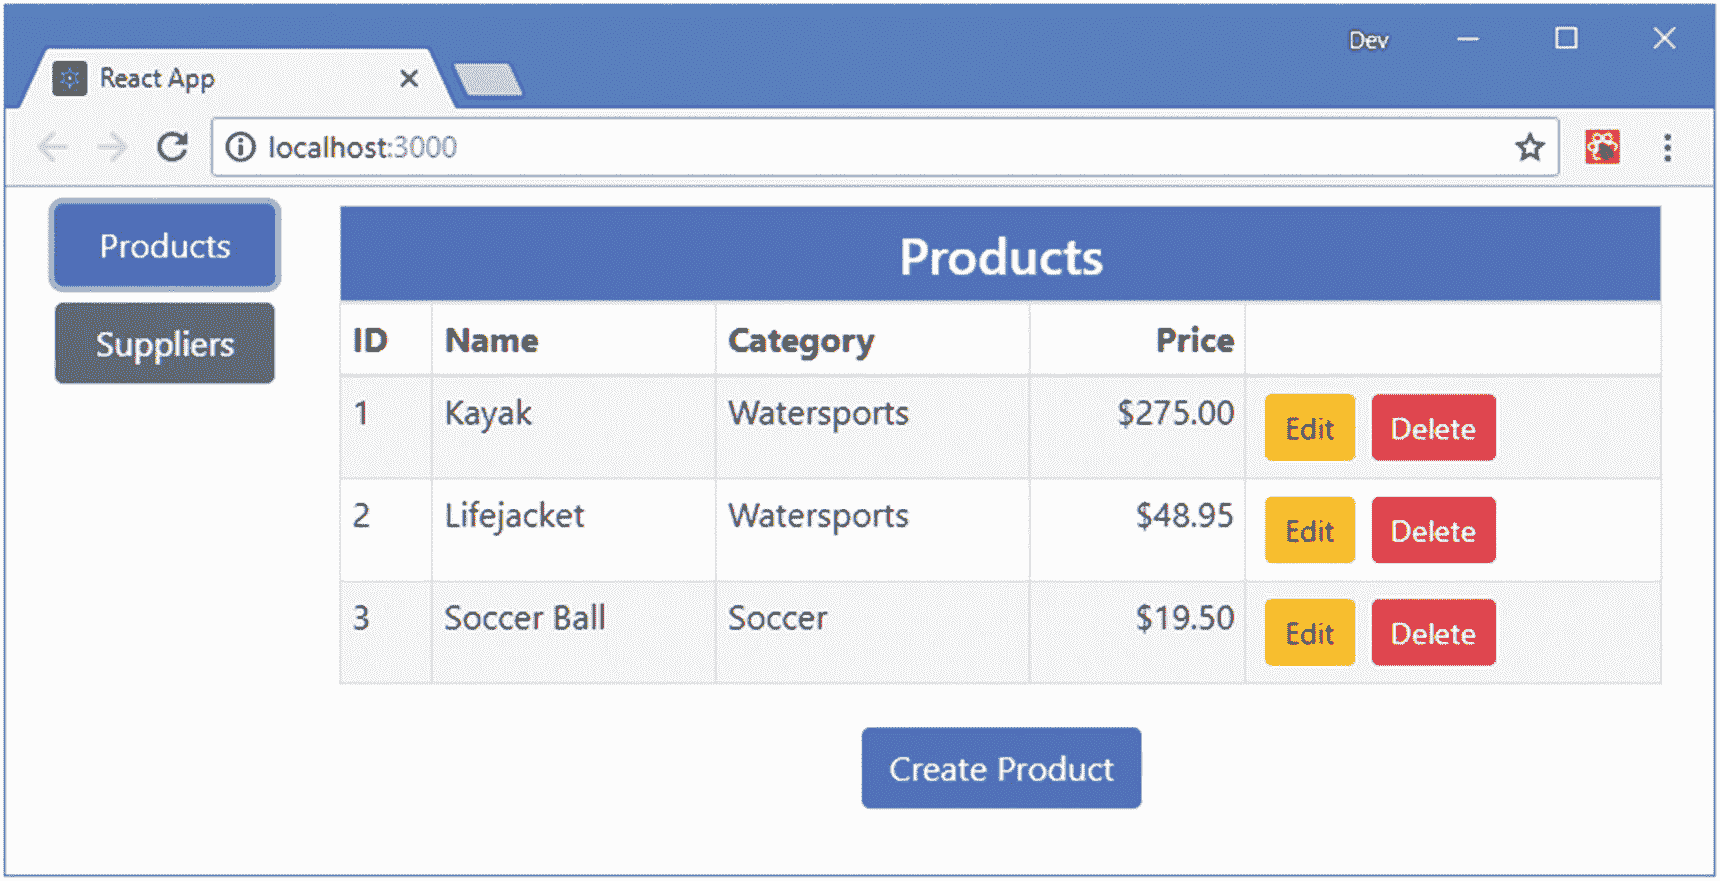 Dev
React App
localhost:3000
Products
Suppliers
Products
ID Name Category Price
1 Kayak Watersports $275.00 Edit Delete
2 Lifejacket Watersports $48.95 Edit Delete
3 Soccer Ball Soccer $19.50 Edit Delete
Create Product